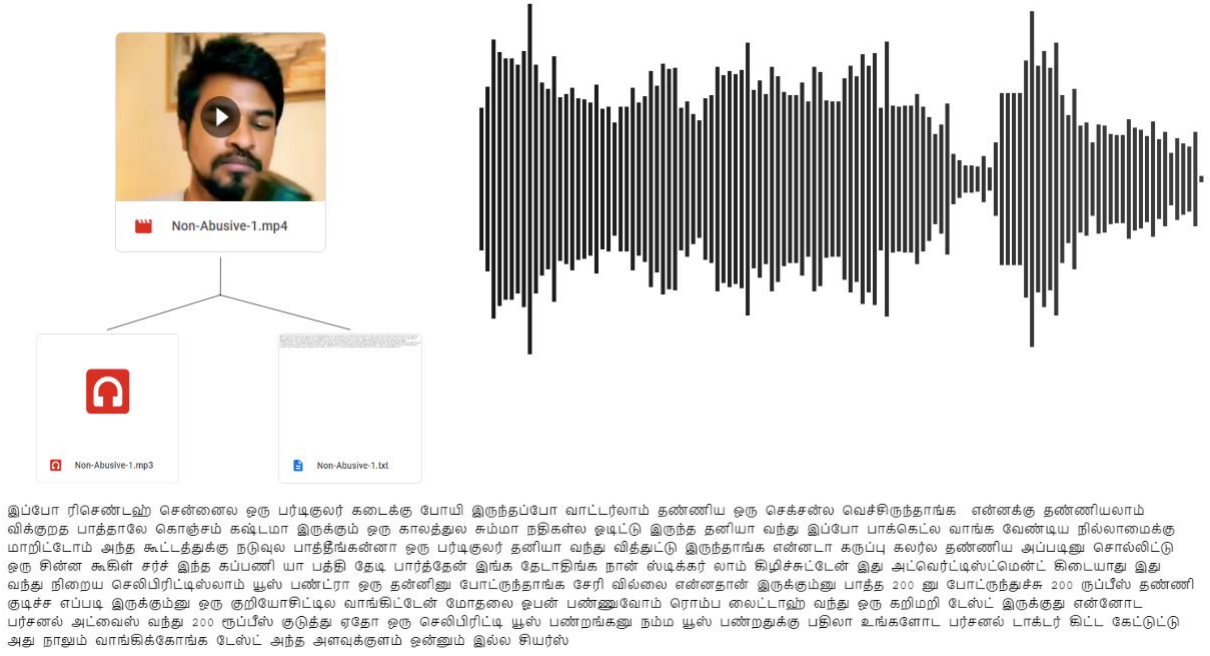 Non-Abusive-1.mp4
Non-Abusive-1.mp3
Non-Abusive-1.txt
இப்போ ரிசெண்டஹ் சென்னைல ஒரு பர்டிகுலர் கடைக்கு போயி இருந்தப்போ வாட்டர்லாம் தண்ணிய ஒரு செக்சன்ல வெச்சிருந்தாங்க எனக்கு தண்ணியலாம்
விக்குறத பாத்தாலே கொஞ்சம் கஷ்டமா இருக்கும் ஒரு காலத்துல சும்மா நதிகள்ல ஓடிட்டு இருந்த தனியா வந்து இப்போ பாக்கெட்ல வாங்க வேண்டிய நில்லாமைக்கு
மாறிட்டோம் அந்த கூட்டத்துக்கு நடுவுல பாத்தீங்கன்னா ஒரு பர்டிகுலர் தனியா வந்து வித்துட்டு இருந்தாங்க என்னடா கருப்பு கலர்ல தண்ணிய அப்படினு சொல்லிட்டு
ஒரு சின்ன கூகிள் சர்ச் இந்த கப்பணி யா பத்தி தேடி பார்த்தேன் இங்க தேடாதிங்க நான் ஸ்டிக்கர் லாம் கிழிச்சுட்டேன் இது அட்வெர்ட்டிஸ்ட்மென்ட் கிடையாது இது
வந்து நிறைய செலிபிரிட்டிஸ்லாம் யூஸ் பண்ட்ரா ஒரு தன்னினு போட்ருந்தாங்க சேரி வில்லை என்னதான் இருக்கும்னு பாத்த 200 னு போட்ருந்துச்சு 200 ருப்பீஸ் தண்ணி
குடிச்ச எப்படி இருக்கும்னு ஒரு குறியோசிட்டில வாங்கிட்டேன் மோதலை ஓபன் பண்ணுவோம் ரொம்ப லைட்டாஹ் வந்து ஒரு கறிமறி டேஸ்ட் இருக்குது என்னோட
பர்சனல் அட்வைஸ் வந்து 200 ரூப்பீஸ் குடுத்து ஏதோ ஒரு செலிபிரிட்டி யூஸ் பண்றங்கனு நம்ம யூஸ் பண்றதுக்கு பதிலா உங்களோட பர்சனல் டாக்டர் கிட்ட கேட்டுட்டு
அது நாலும் வாங்கிக்கோங்க டேஸ்ட் அந்த அளவுக்குளம் ஒன்னும் இல்ல சியர்ஸ்